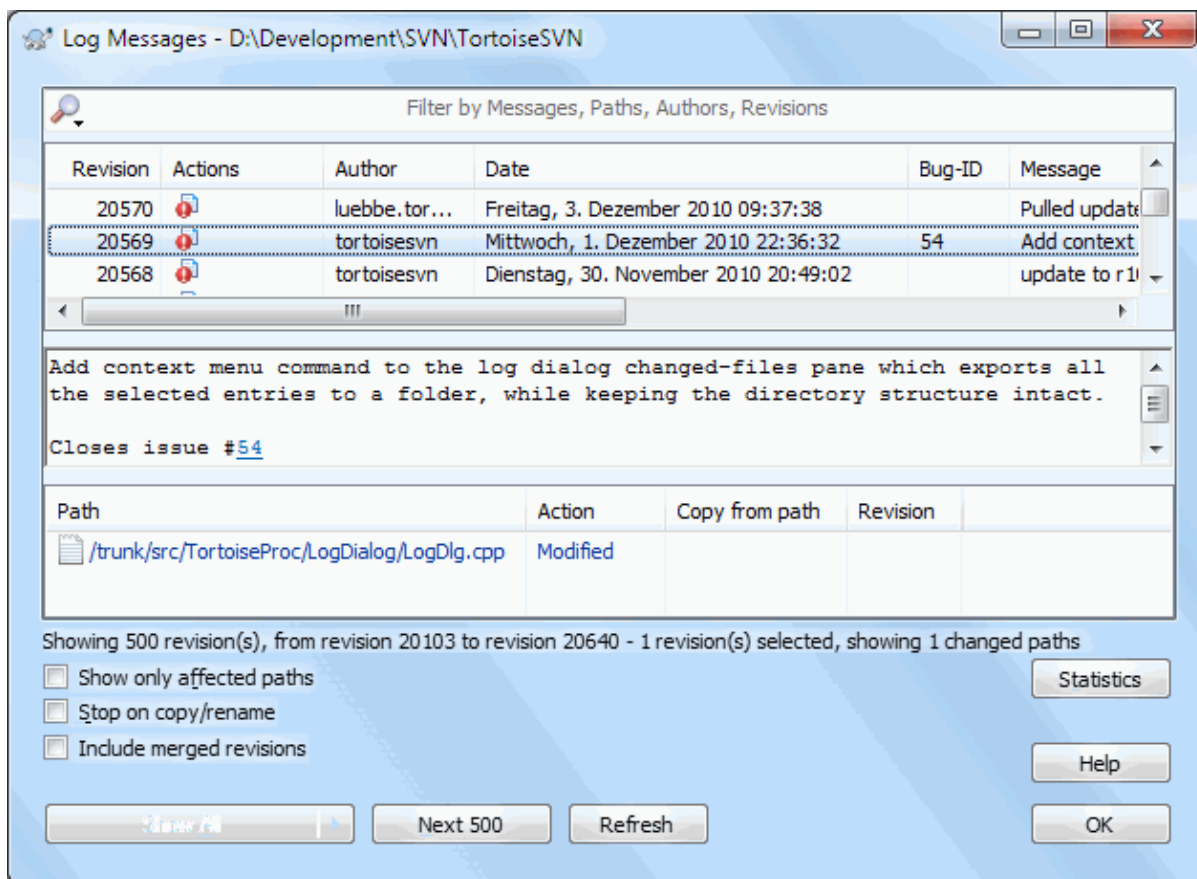 Log Messages - D:\Development\SVN\TortoiseSVN
Filter by Messages, Paths, Authors, Revisions
Revision Actions Author Date Bug-ID Message
20570 luebbe.tor... Freitag, 3. Dezember 2010 09:37:38 Pulled update
20569 tortoisesvn Mittwoch, 1. Dezember 2010 22:36:32 54 Add context
20568 tortoisesvn Dienstag, 30. November 2010 20:49:02 update to
Add context menu command to the log dialog changed-files pane which exports all
the selected entries to a folder, while keeping the directory structure intact.
Closes issue #54
Path Action Copy from path Revision
/trunk/src/TortoiseProc/LogDialog/LogDlg.cpp Modified
Showing 500 revision(s), from revision 20103 to revision 20640 - 1 revision(s) selected, showing 1 changed paths
Show only affected paths
Statistics
Stop on copy/rename
Include merged revisions
Help
Show All Next 500 Refresh OK